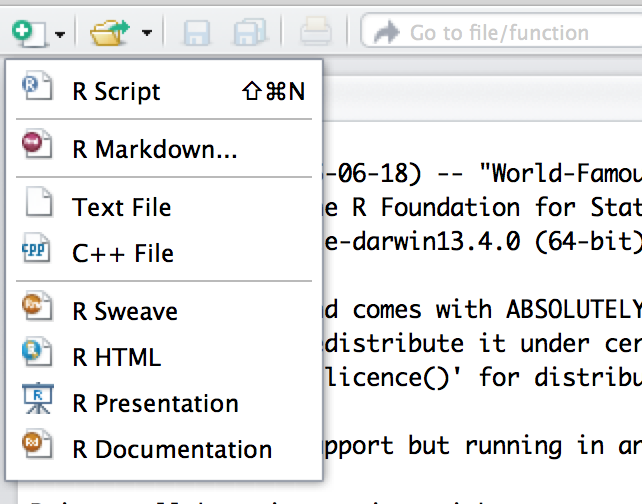 Go to file/function
R Script ⇧⌘N
R Markdown...
-06-18) -- "World-Famou
Text File
e R Foundation for Stat
C++ File
e-darwin13.4.0 (64-bit)
R Sweave
d comes with ABSOLUTELY
R HTML
distribute it under cer
licence()' for distribu
R Presentation
R Documentation
pport but running in an